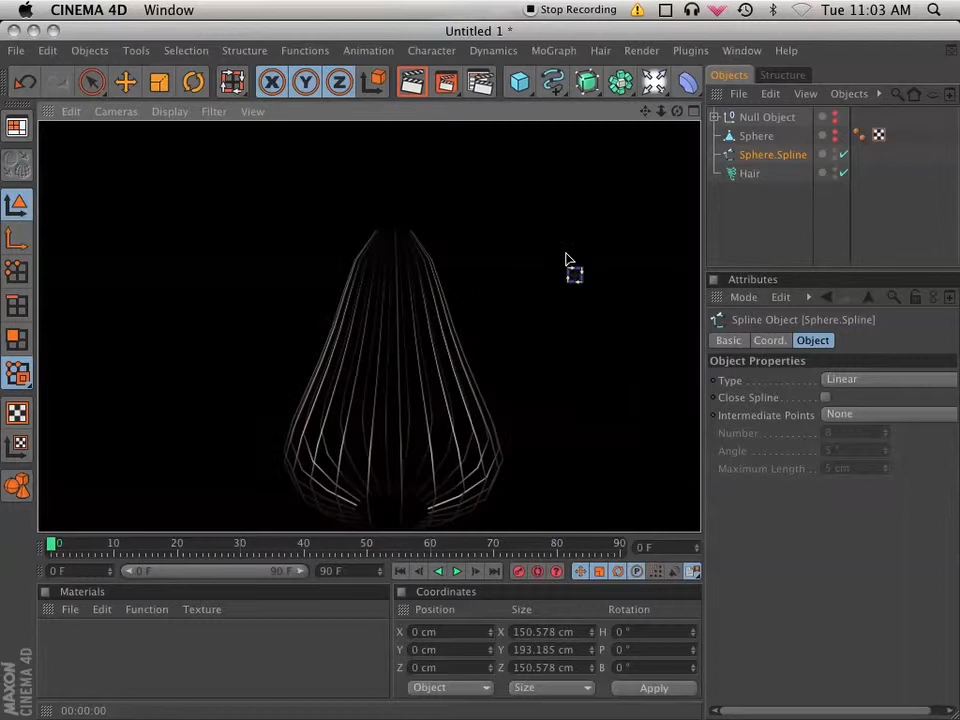 CINEMA 4D Window Stop Recording Tue 11:03 AM
Untitled 1 *
File Edit Objects Tools Selection Structure Functions Animation Character Dynamics MoGraph Hair Render Plugins Window Help
X Y Z
Objects Structure
File Edit View Objects
Edit Cameras Display Filter View
Null Object
Sphere
Sphere.Spline
Hair
Attributes
Mode Edit
Spline Object [Sphere.Spline]
Basic Coord. Object
Object Properties
Type Linear
Close Spline
Intermediate Points None
Number 8
Angle 5 °
Maximum Length 5 cm
0 10 20 30 40 50 60 70 80 90 0 F
0 F 0 F 90 F 90 F
Materials
File Edit Function Texture
Coordinates
Position Size Rotation
X 0 cm X 150.578 cm H 0 °
Y 0 cm Y 193.185 cm P 0 °
Z 0 cm Z 150.578 cm B 0 °
Object Size Apply
MAXON
CINEMA 4D
00:00:00